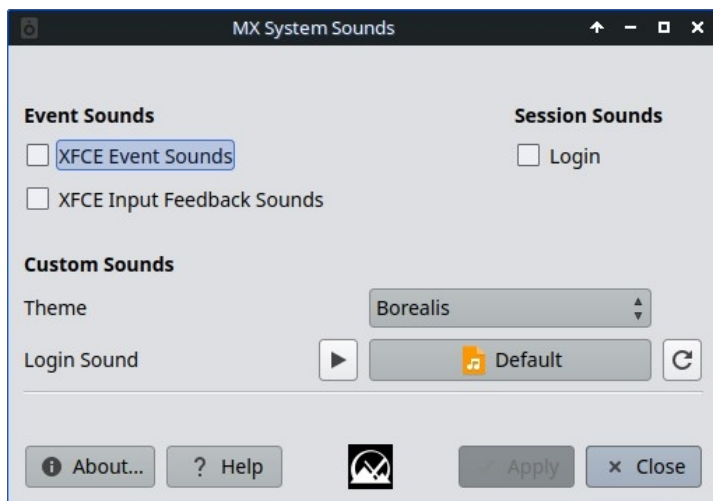 MX System Sounds
Event Sounds
Session Sounds
XFCE Event Sounds
Login
XFCE Input Feedback Sounds
Custom Sounds
Theme
Borealis
Login Sound
Default
About...
? Help
Apply
Close